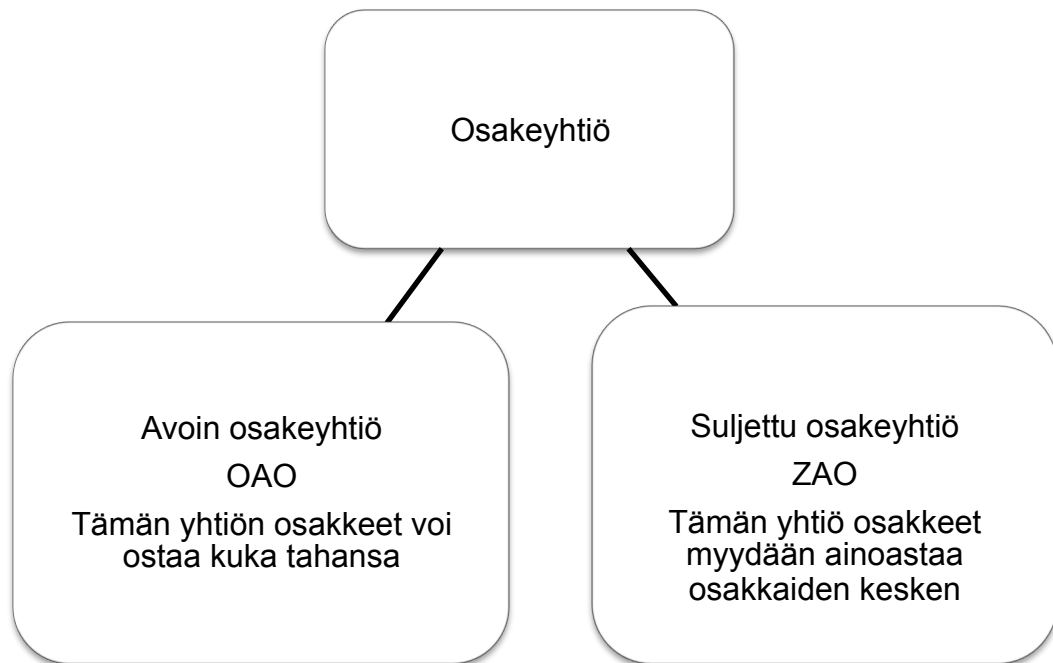 Osakeyhtiö
Avoin osakeyhtiö
OAO
Tämän yhtiön osakkeet voi
ostaa kuka tahansa
Suljettu osakeyhtiö
ZAO
Tämän yhtiö osakkeet
myydään ainoastaa
osakkaiden kesken